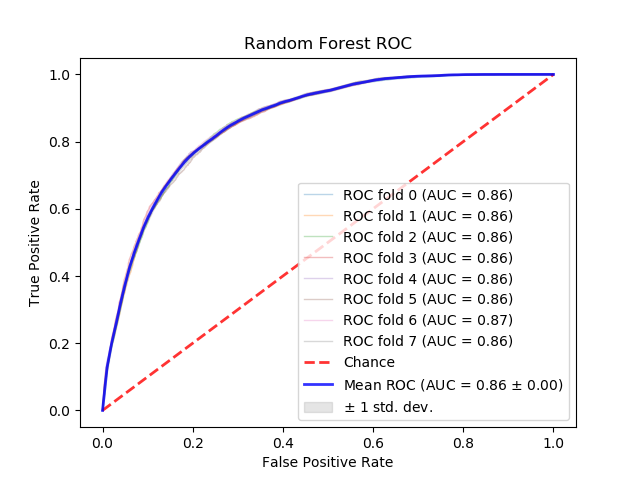 Random Forest ROC
1.0
0.8
0.6
0.4
0.2
0.0
True Positive Rate
ROC fold 0 (AUC = 0.86)
ROC fold 1 (AUC = 0.86)
ROC fold 2 (AUC = 0.86)
ROC fold 3 (AUC = 0.86)
ROC fold 4 (AUC = 0.86)
ROC fold 5 (AUC = 0.86)
ROC fold 6 (AUC = 0.87)
ROC fold 7 (AUC = 0.86)
Chance
Mean ROC (AUC = 0.86 ± 0.00)
± 1 std. dev.
0.0 0.2 0.4 0.6 0.8 1.0
False Positive Rate